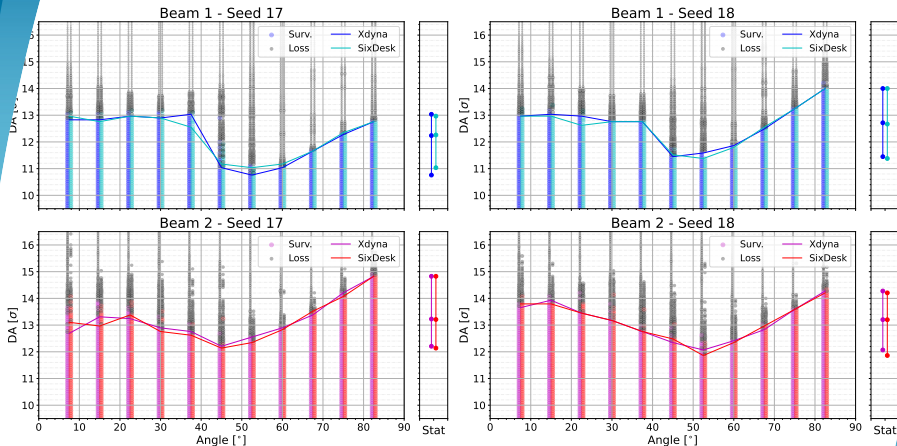 Beam 1 - Seed 17
Beam 1 - Seed 18
Surv. Xdyna
Loss SixDesk
Surv. Xdyna
Loss SixDesk
DA [σ]
16
15
14
13
12
11
10
DA [σ]
16
15
14
13
12
11
10
Beam 2 - Seed 17
Beam 2 - Seed 18
Surv. Xdyna
Loss SixDesk
Surv. Xdyna
Loss SixDesk
DA [σ]
16
15
14
13
12
11
10
DA [σ]
16
15
14
13
12
11
10
0 10 20 30 40 50 60 70 80 90
Angle [°]
Stat
0 10 20 30 40 50 60 70 80 90
Angle [°]
Stat